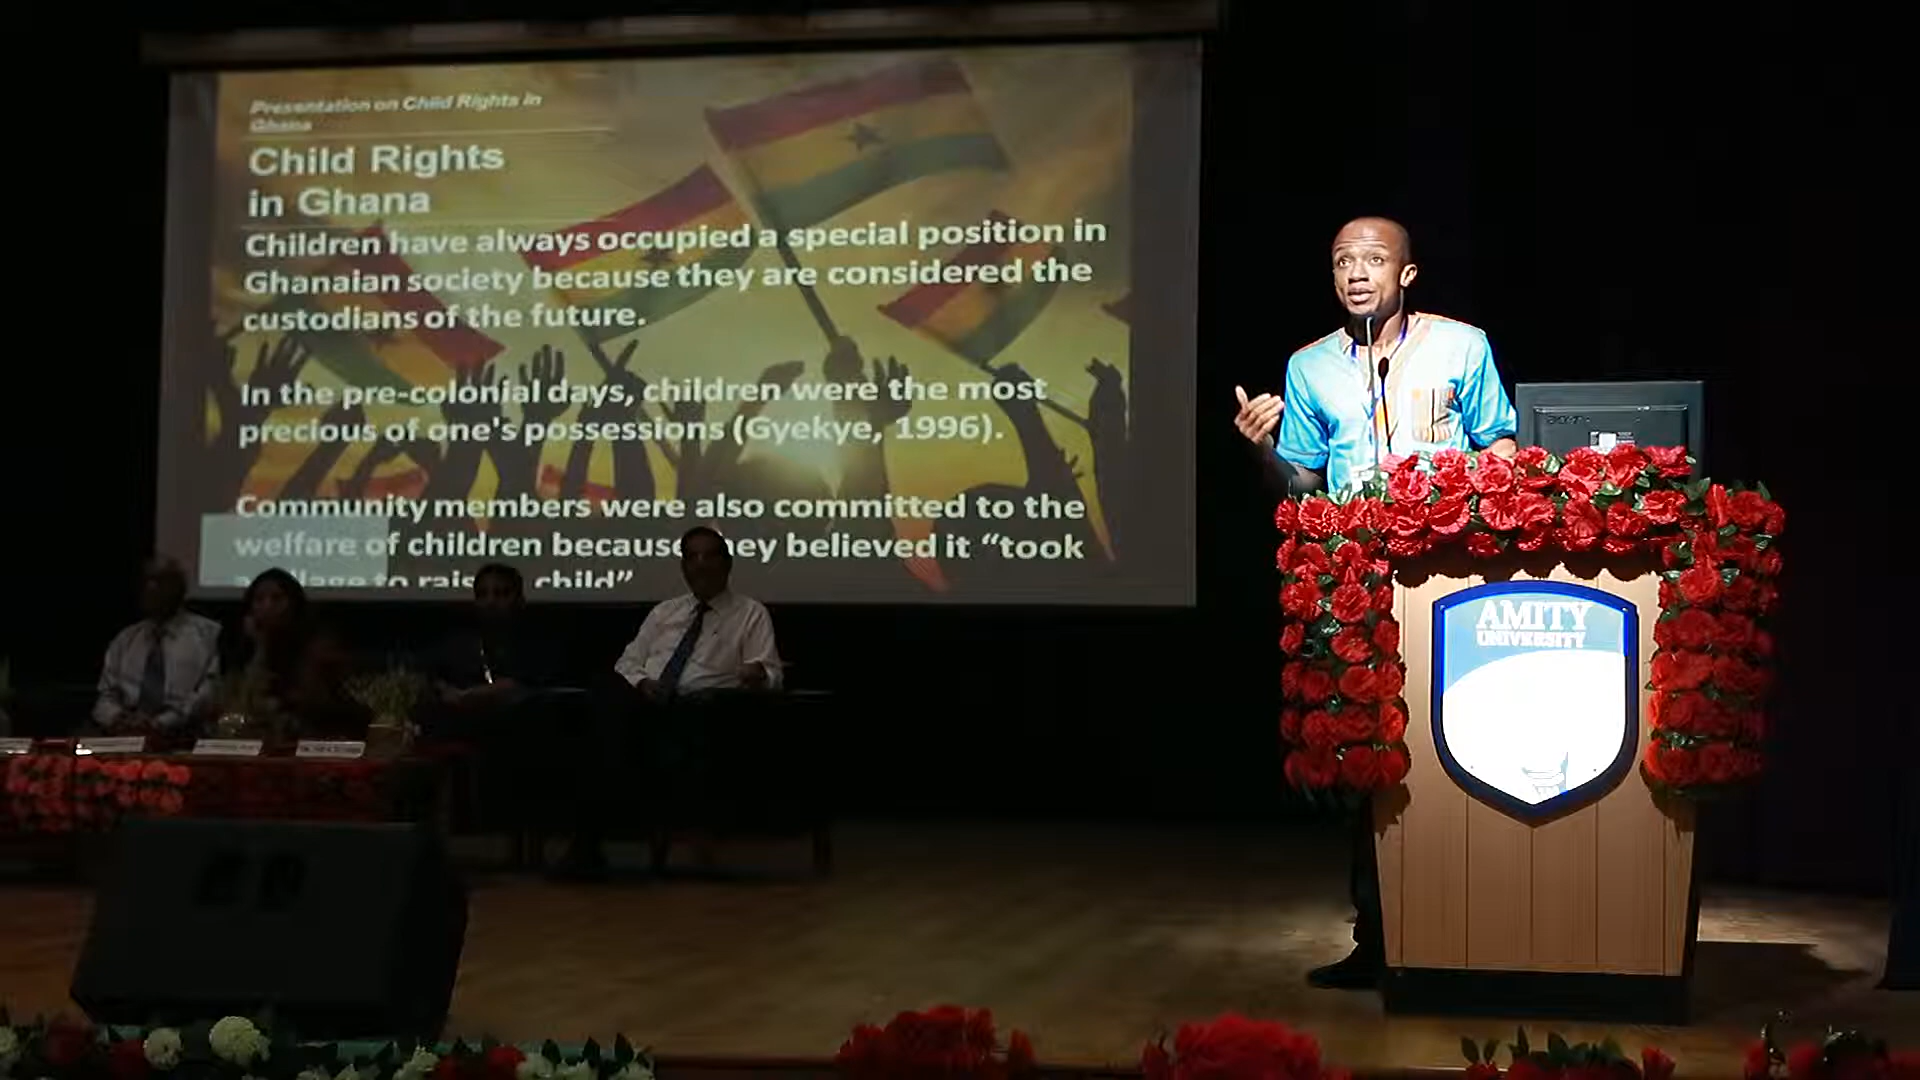 Presentation on Child Rights in
Ghana
Child Rights
in Ghana
Children have always occupied a special position in
Ghanaian society because they are considered the
custodians of the future.
In the pre-colonial days, children were the most
precious of one's possessions (Gyekye, 1996).
Community members were also committed to the
welfare of children because they believed it “took
a village to raise child”
AMITY
UNIVERSITY